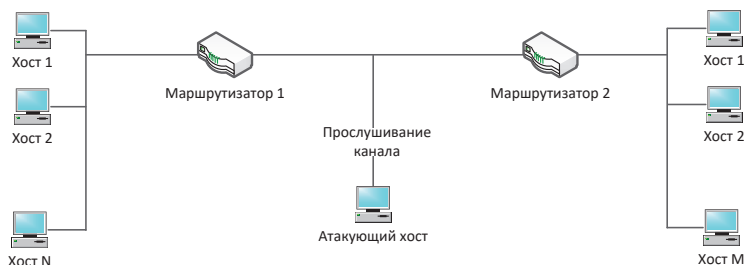 Хост 1
Хост 1
Маршрутизатор 1
Маршрутизатор 2
Хост 2
Хост 2
Прослушивание
канала
Атакующий хост
Хост N
Хост M